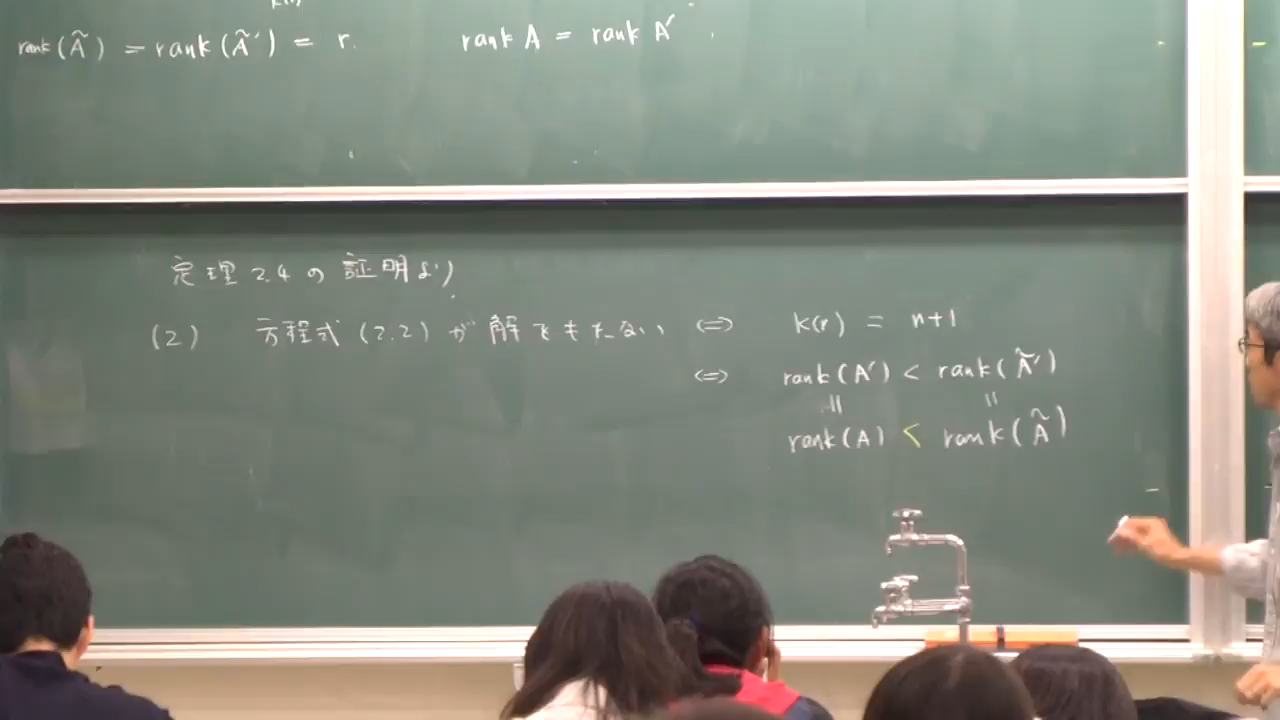 rank(Ã) = rank(Ã') = r. rank A = rank A'.
定理2.4の証明より
(2) 方程式(2.2)が解をもたない ⇔ k(r) = n+1
⇔ rank(A') < rank(Ã')
|| ||
rank(A) < rank(Ã)